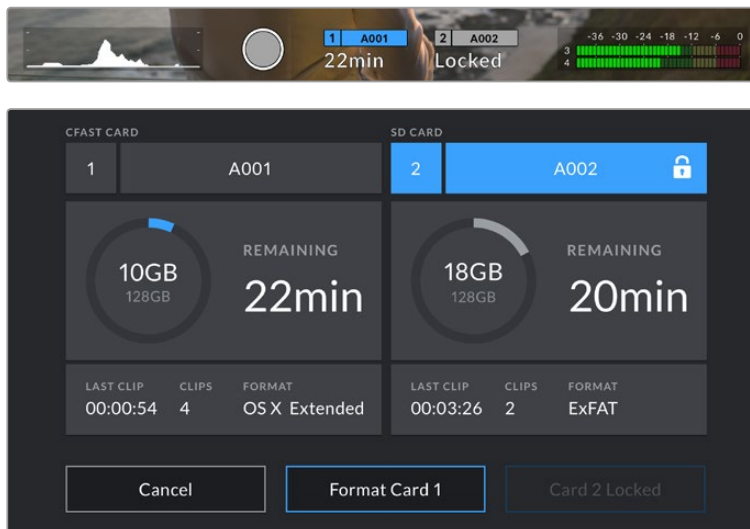 1 A001 2 A002 -36 -30 -24 -18 -12 -6 0
22min Locked 3
4
CFAST CARD SD CARD
1 A001 2 A002
10GB REMAINING 18GB REMAINING
128GB 22min 128GB 20min
LAST CLIP CLIPS FORMAT LAST CLIP CLIPS FORMAT
00:00:54 4 OS X Extended 00:03:26 2 ExFAT
Cancel Format Card 1 Card 2 Locked